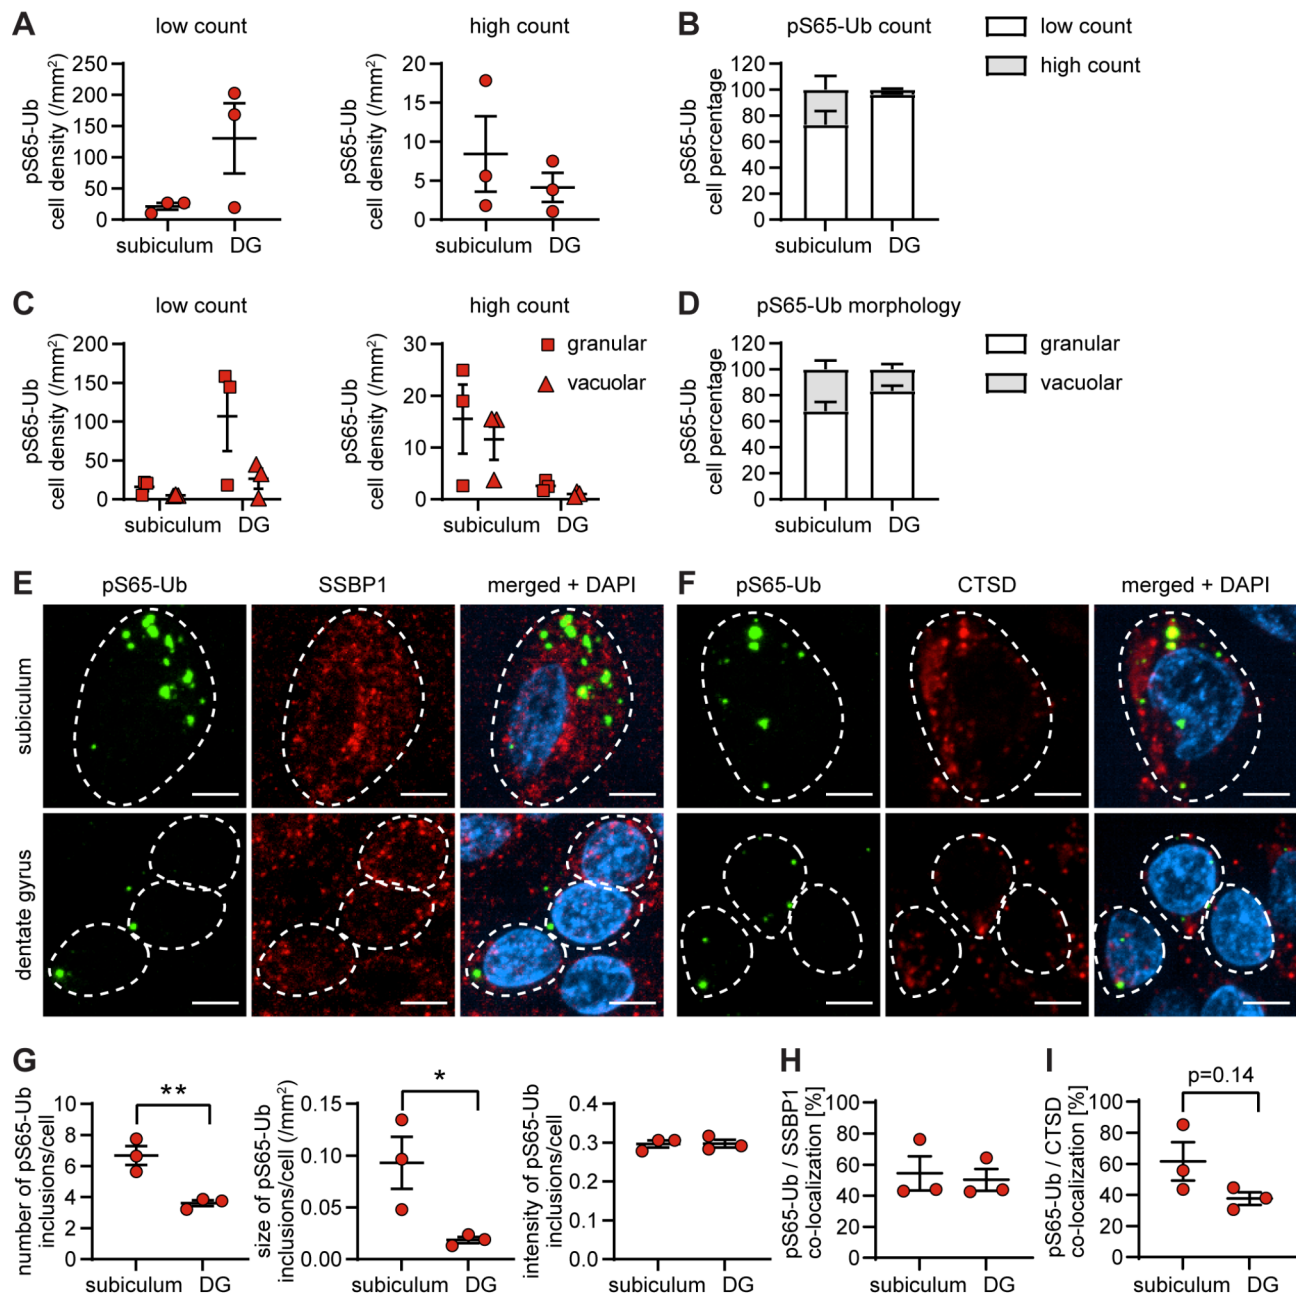 A
low count
pS65-Ub
cell density (/mm²)
250
200
150
100
50
0
subiculum DG
high count
pS65-Ub
cell density (/mm²)
20
15
10
5
0
subiculum DG
B
pS65-Ub count
low count
high count
pS65-Ub
cell percentage
120
100
80
60
40
20
0
subiculum DG
C
low count
pS65-Ub
cell density (/mm²)
200
150
100
50
0
subiculum DG
high count
granular
vacuolar
pS65-Ub
cell density (/mm²)
30
20
10
0
subiculum DG
D
pS65-Ub morphology
granular
vacuolar
pS65-Ub
cell percentage
120
100
80
60
40
20
0
subiculum DG
E
pS65-Ub SSBP1 merged + DAPI
subiculum
dentate gyrus
F
pS65-Ub CTSD merged + DAPI
G
number of pS65-Ub
inclusions/cell
10
8
6
4
2
0
**
subiculum DG
size of pS65-Ub
inclusions/cell (/mm²)
0.15
0.10
0.05
0.00
*
subiculum DG
intensity of pS65-Ub
inclusions/cell
0.4
0.3
0.2
0.1
0.0
subiculum DG
H
pS65-Ub / SSBP1
co-localization [%]
100
80
60
40
20
0
subiculum DG
I
pS65-Ub / CTSD
co-localization [%]
100
80
60
40
20
0
p=0.14
subiculum DG